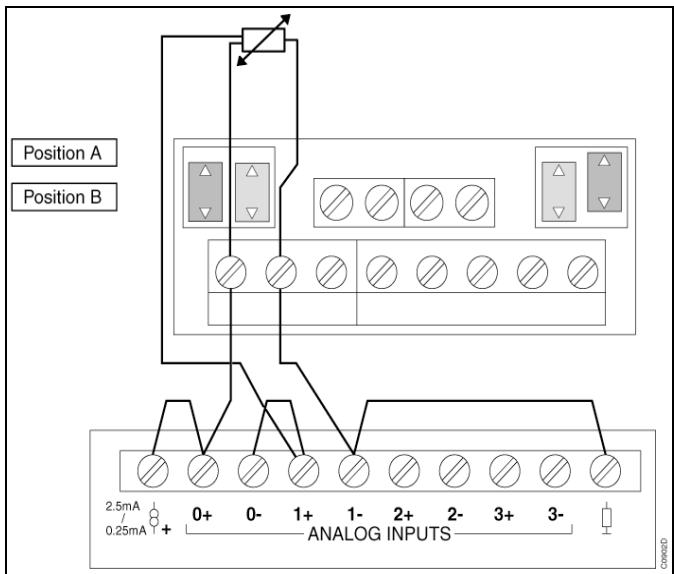 Position A
Position B
2.5mA
/
0.25mA
+
0+ 0- 1+ 1- 2+ 2- 3+ 3-
ANALOG INPUTS
C0902D